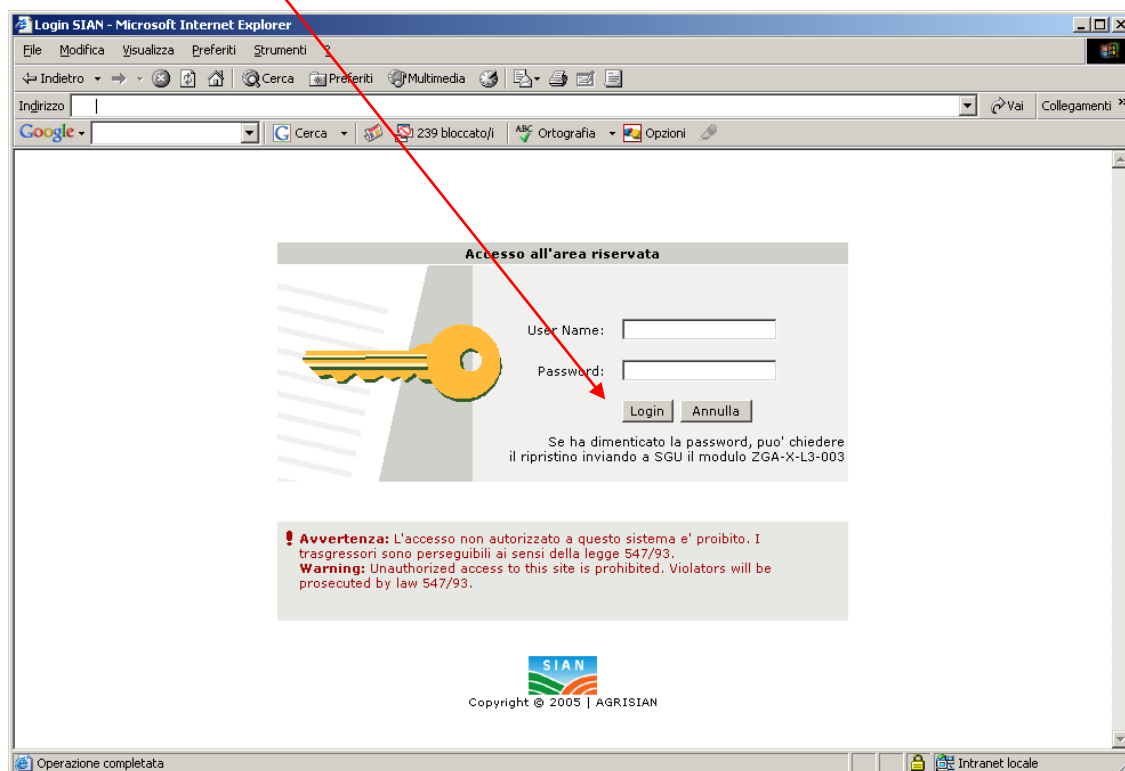 Login SIAN - Microsoft Internet Explorer
File Modifica Visualizza Preferiti Strumenti ?
Indietro Cerca Preferiti Multimedia
Indirizzo Vai Collegamenti »
Google Cerca 239 bloccato/i ABC Ortografia Opzioni
Accesso all'area riservata
User Name:
Password:
Login Annulla
Se ha dimenticato la password, puo' chiedere
il ripristino inviando a SGU il modulo ZGA-X-L3-003
Avvertenza: L'accesso non autorizzato a questo sistema e' proibito. I
trasgressori sono perseguibili ai sensi della legge 547/93.
Warning: Unauthorized access to this site is prohibited. Violators will be
prosecuted by law 547/93.
SIAN
Copyright © 2005 | AGRISIAN
Operazione completata Intranet locale